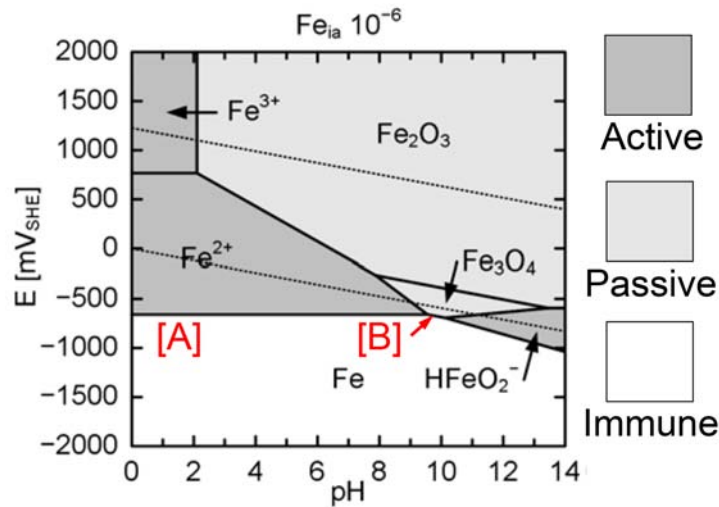 Fe_ia 10⁻⁶
2000
1500
1000
500
0
−500
−1000
−1500
−2000
E [mV_SHE]
Fe³⁺
Fe₂O₃
Fe²⁺
Fe₃O₄
[A]
[B]
Fe
HFeO₂⁻
0 2 4 6 8 10 12 14
pH
Active
Passive
Immune